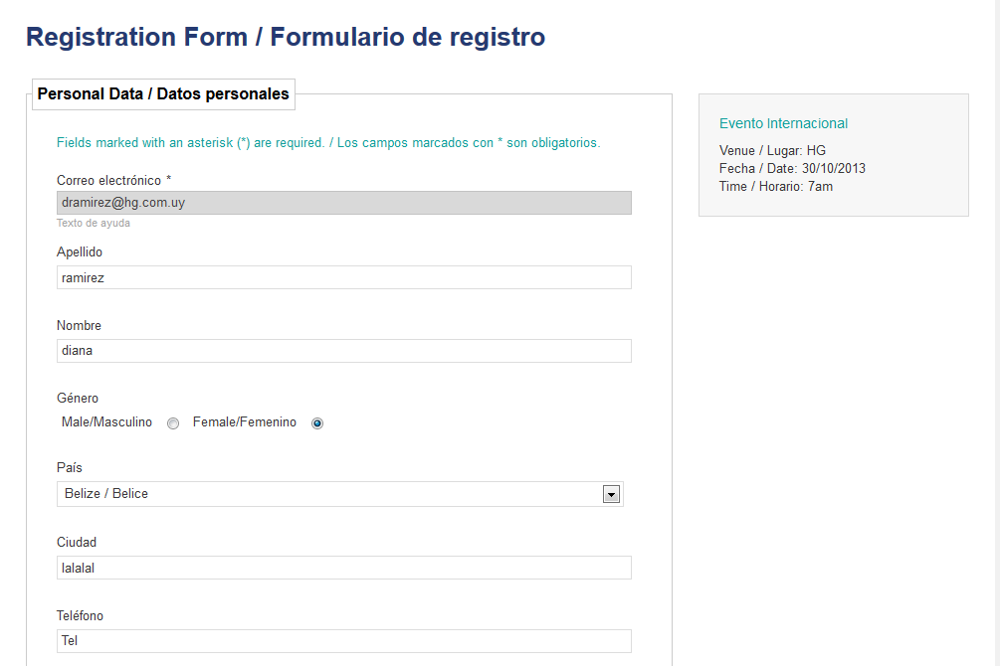 Registration Form / Formulario de registro
Personal Data / Datos personales
Fields marked with an asterisk (*) are required. / Los campos marcados con * son obligatorios.
Correo electrónico *
dramirez@hg.com.uy
Texto de ayuda
Apellido
ramirez
Nombre
diana
Género
Male/Masculino Female/Femenino
País
Belize / Belice
Ciudad
lalalal
Teléfono
Tel
Evento Internacional
Venue / Lugar: HG
Fecha / Date: 30/10/2013
Time / Horario: 7am